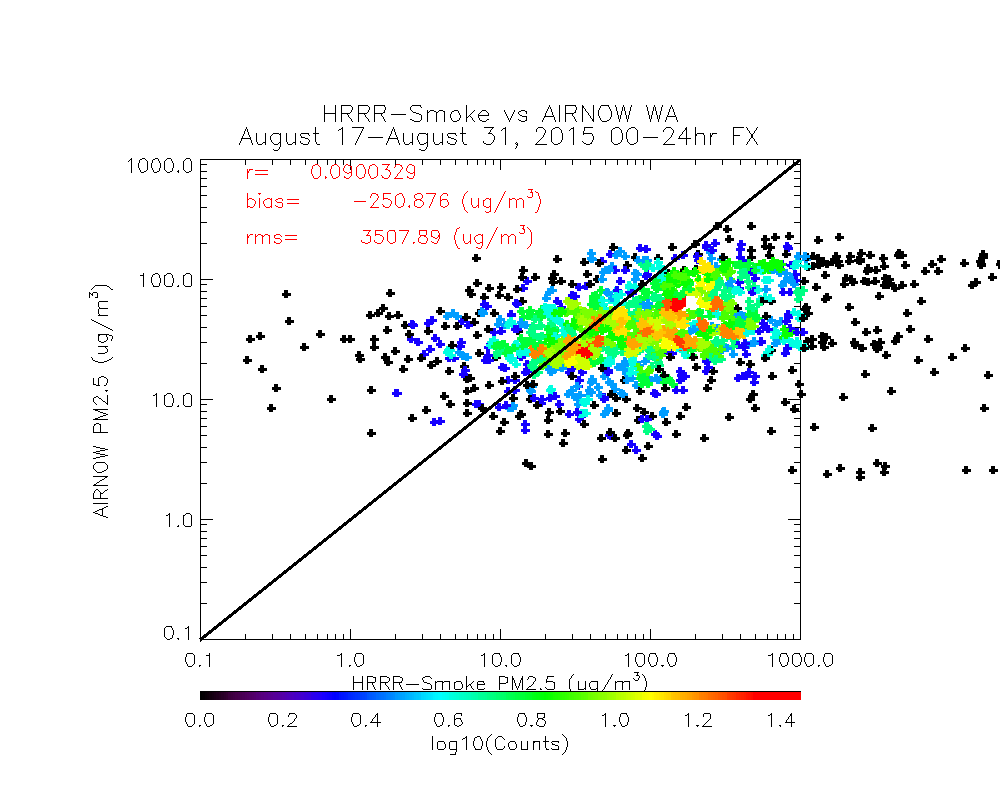 HRRR-Smoke vs AIRNOW WA
August 17-August 31, 2015 00-24hr FX
r= 0.0900329
bias= -250.876 (ug/m³)
rms= 3507.89 (ug/m³)
1000.0
100.0
10.0
1.0
0.1
AIRNOW PM2.5 (ug/m³)
0.1 1.0 10.0 100.0 1000.0
HRRR-Smoke PM2.5 (ug/m³)
0.0 0.2 0.4 0.6 0.8 1.0 1.2 1.4
log10(Counts)